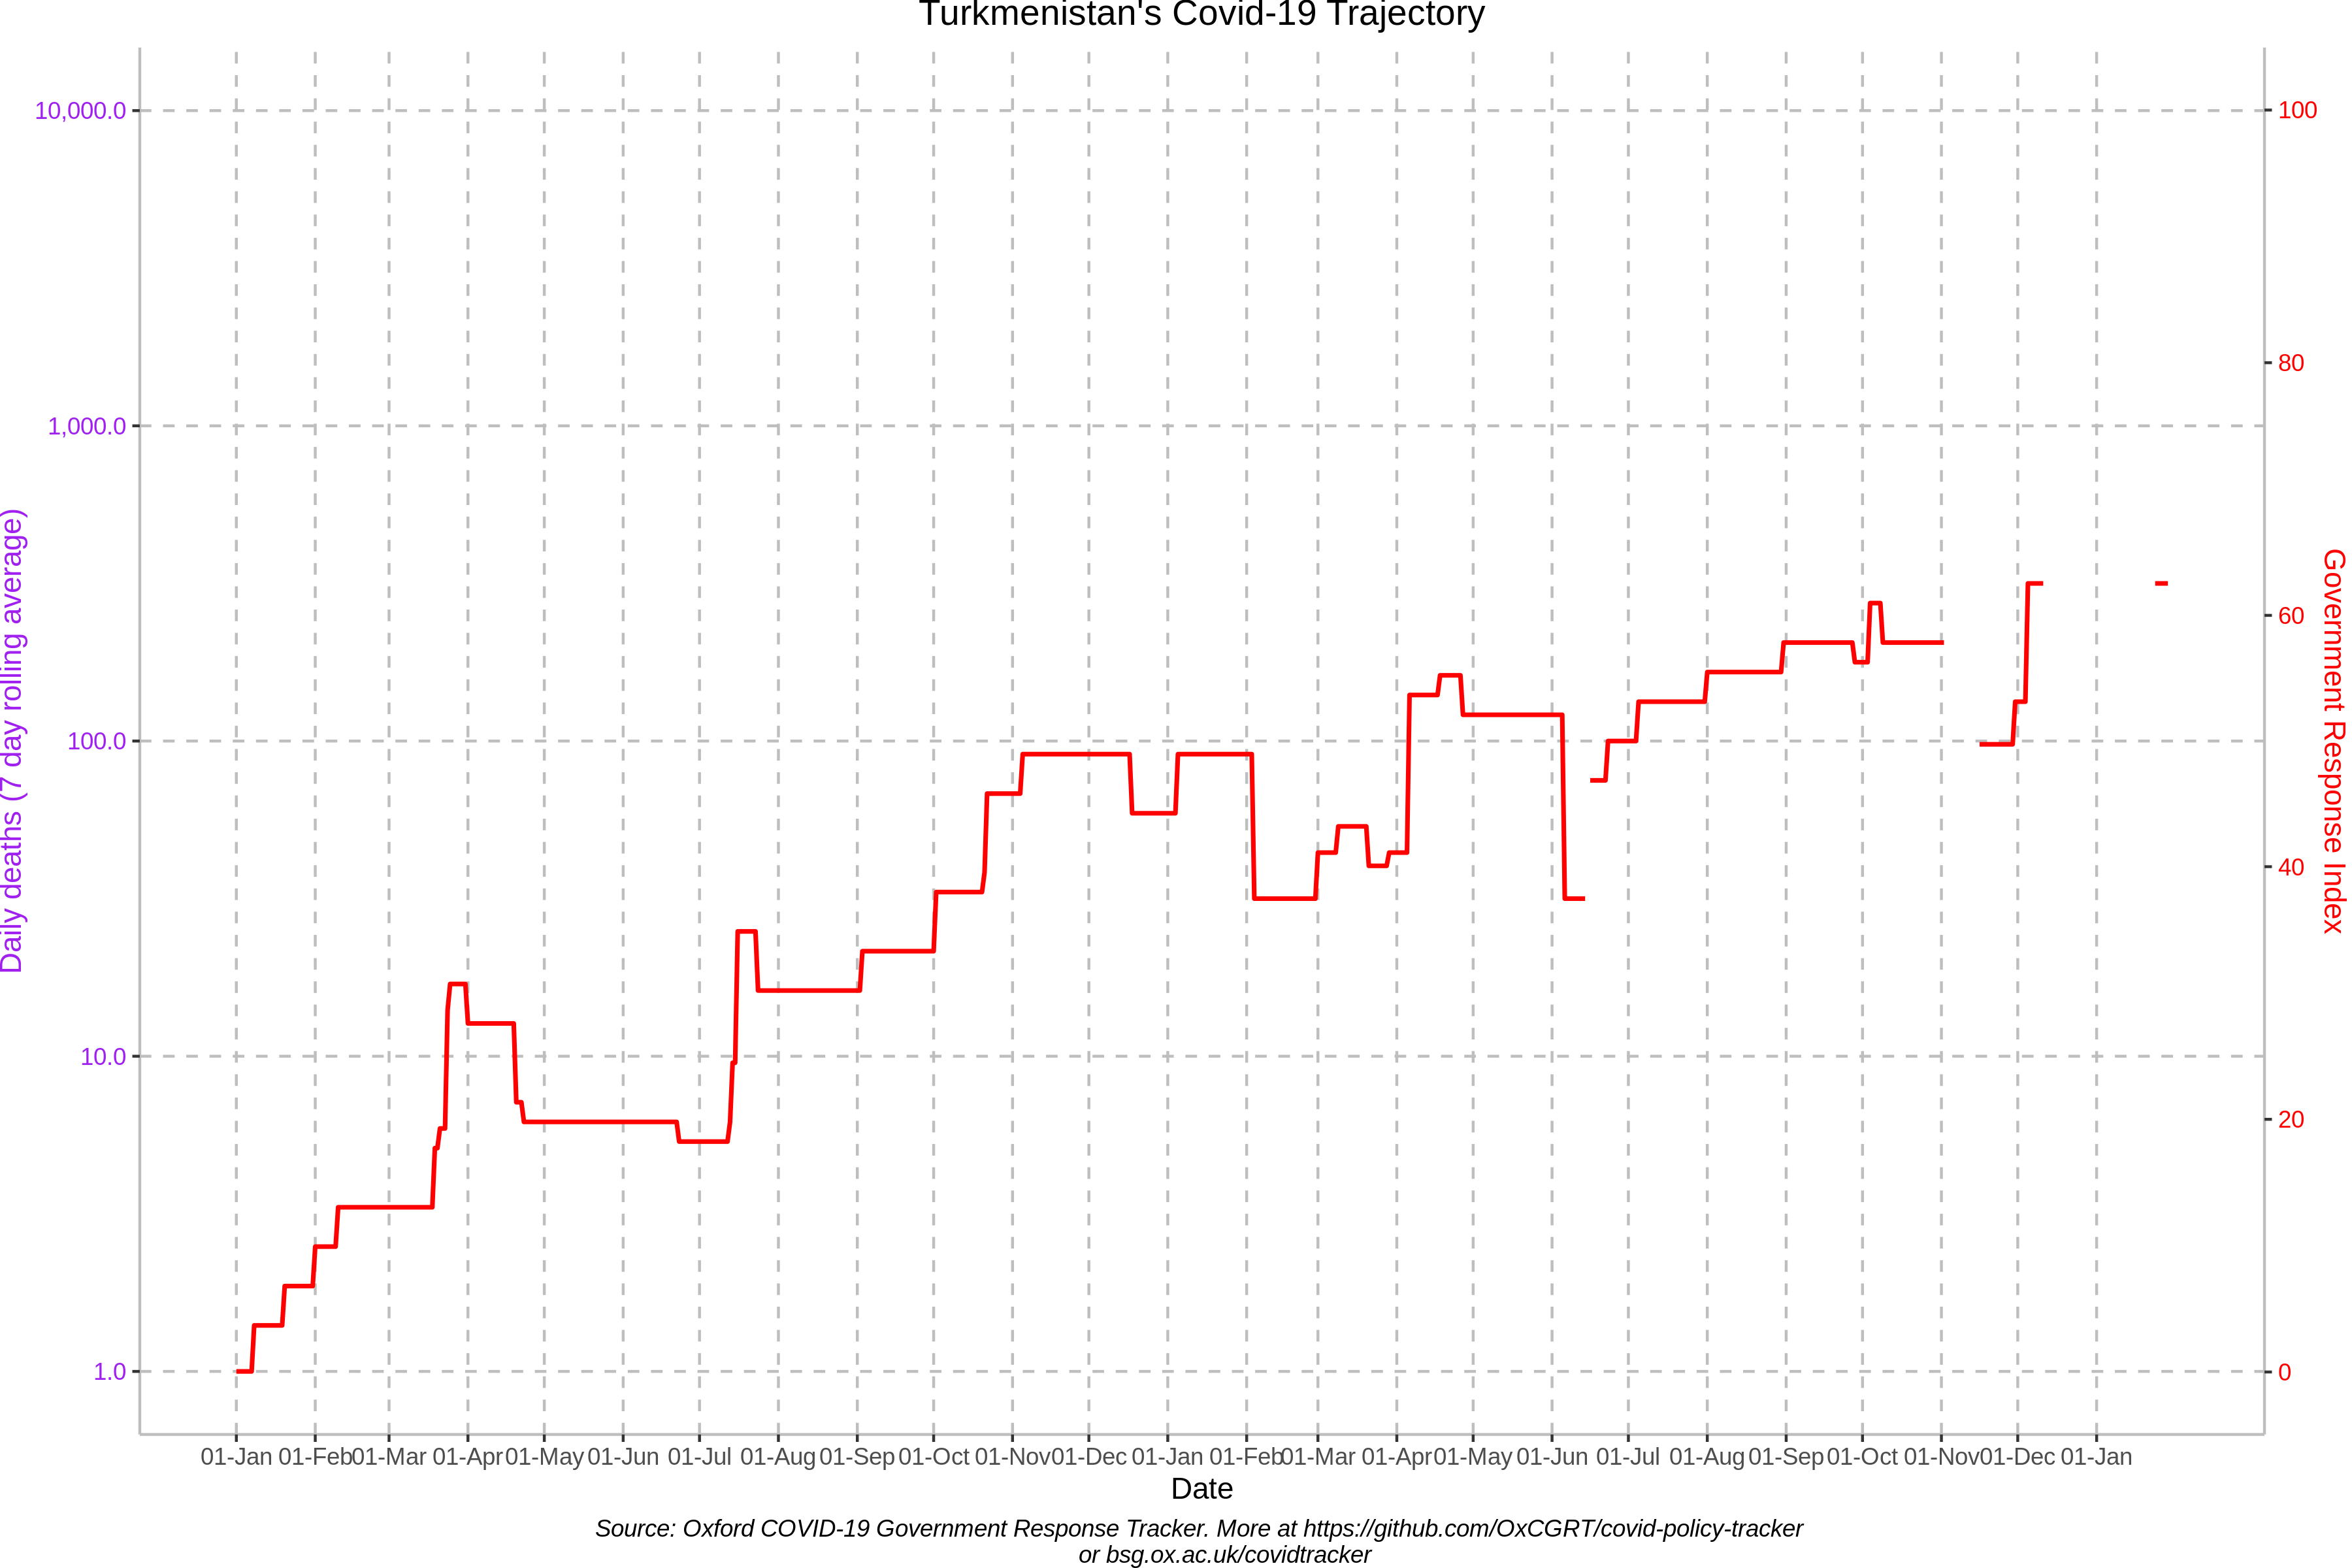 Turkmenistan's Covid-19 Trajectory
Daily deaths (7 day rolling average)
10,000.0
1,000.0
100.0
10.0
1.0
100
80
60
40
20
0
Government Response Index
01-Jan 01-Feb 01-Mar 01-Apr 01-May 01-Jun 01-Jul 01-Aug 01-Sep 01-Oct 01-Nov 01-Dec 01-Jan 01-Feb 01-Mar 01-Apr 01-May 01-Jun 01-Jul 01-Aug 01-Sep 01-Oct 01-Nov 01-Dec 01-Jan
Date
Source: Oxford COVID-19 Government Response Tracker. More at https://github.com/OxCGRT/covid-policy-tracker
or bsg.ox.ac.uk/covidtracker